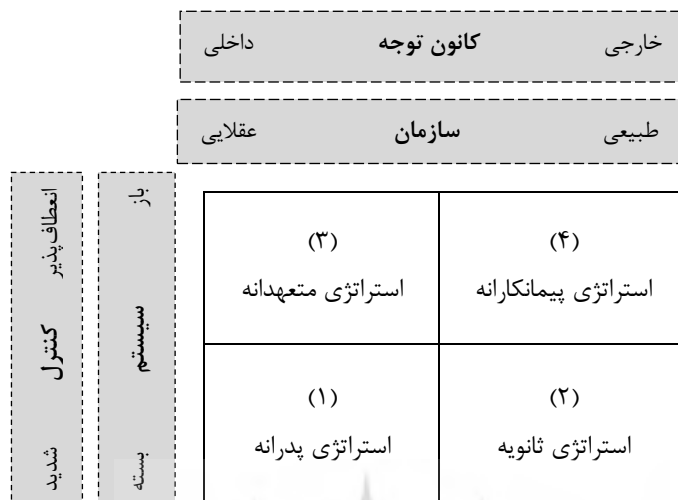 خارجی کانون توجه داخلی
طبیعی سازمان عقلایی
(۴)
استراتژی پیمانکارانه
(۳)
استراتژی متعهدانه
(۲)
استراتژی ثانویه
(۱)
استراتژی پدرانه
باز سیستم بسته
انعطاف‌پذیر کنترل شدید